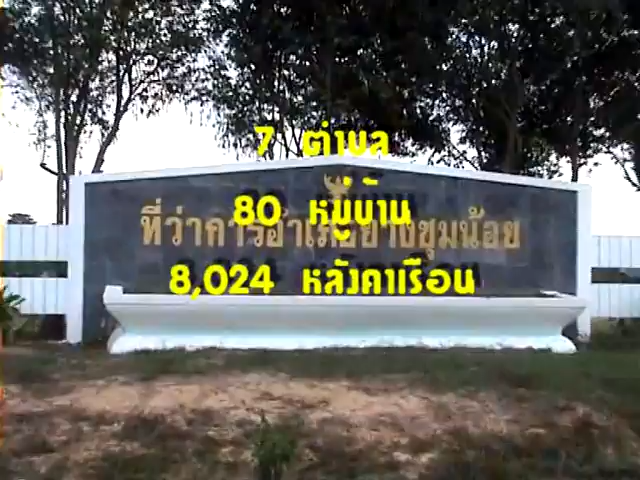 7 ตำบล
80 หมู่บ้าน
ที่ว่าการอำเภอยางชุมน้อย
8,024 หลังคาเรือน